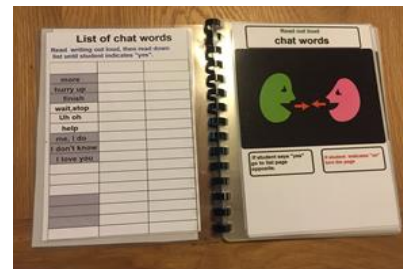 List of chat words
Read writing out loud, then read down
list until student indicates "yes".
more
hurry up
finish
wait,stop
Uh oh
help
me, I do
I don't know
I love you
Read out loud
chat words
If student says "yes"
go to list page
opposite.
If student indicates "no"
turn the page